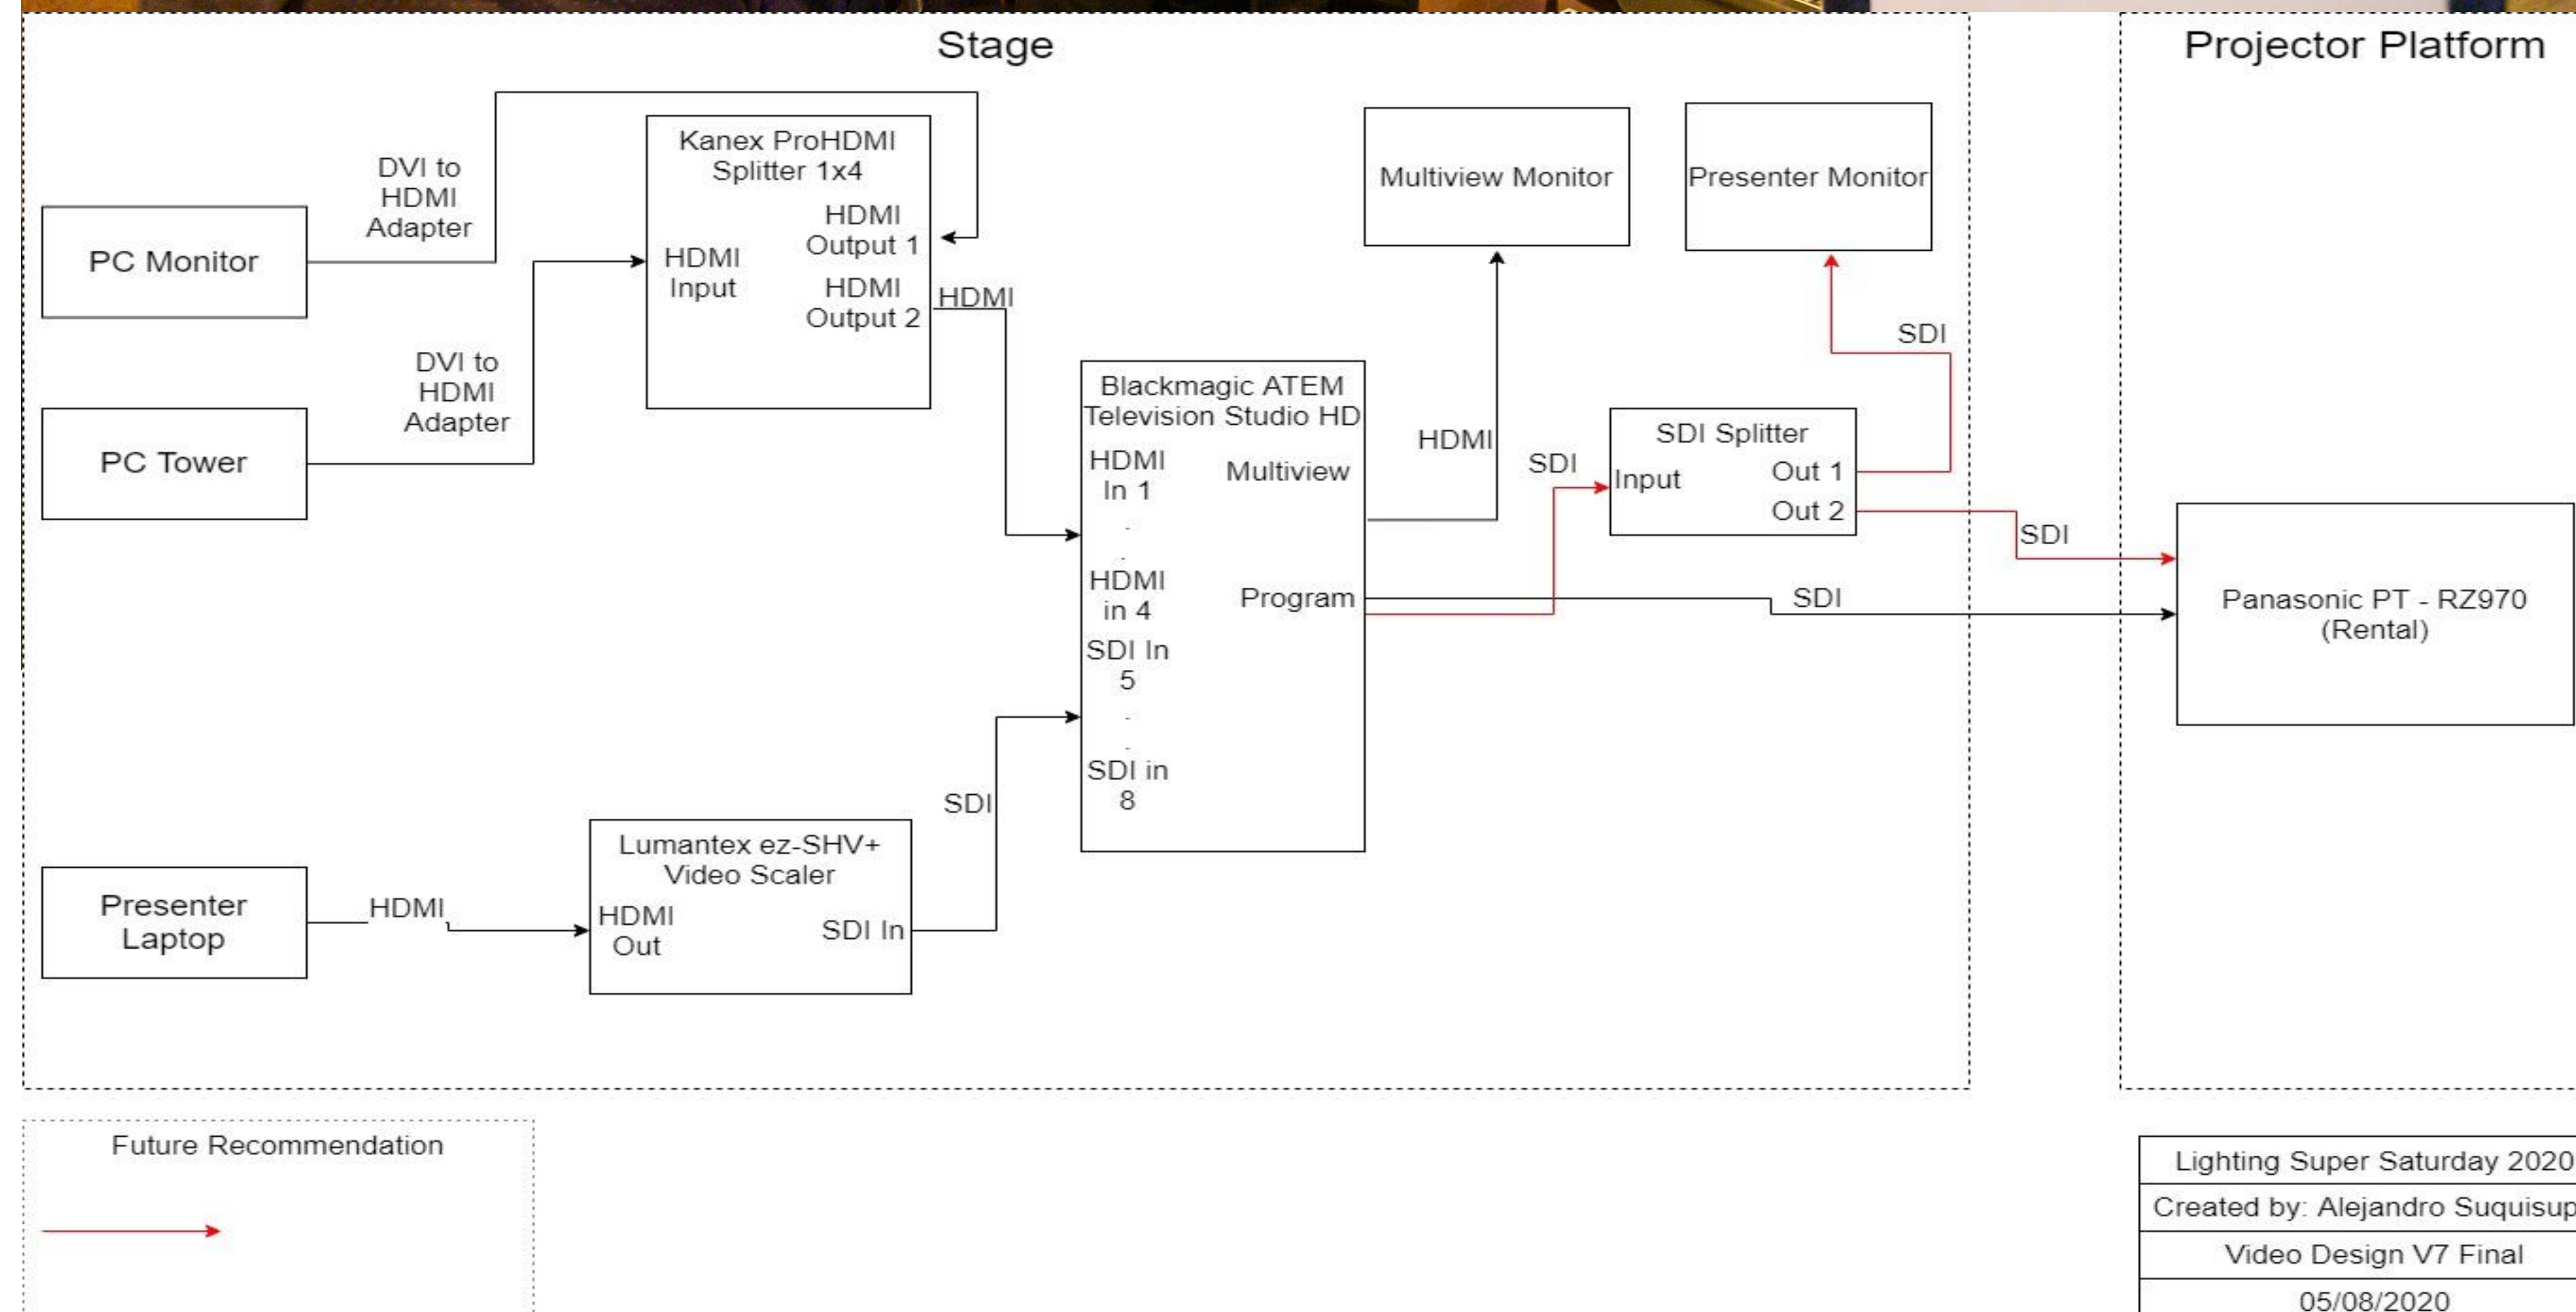 Stage
Projector Platform
DVI to
HDMI
Adapter
PC Monitor
Kanex ProHDMI
Splitter 1x4
HDMI
Output 1
HDMI
Input
HDMI
Output 2
HDMI
Multiview Monitor
Presenter Monitor
SDI
DVI to
HDMI
Adapter
PC Tower
Blackmagic ATEM
Television Studio HD
HDMI
In 1
.
.
HDMI
in 4
SDI In
5
.
.
SDI in
8
Multiview
Program
HDMI
SDI
SDI Splitter
Input
Out 1
Out 2
SDI
SDI
Panasonic PT - RZ970
(Rental)
Presenter
Laptop
HDMI
Lumantex ez-SHV+
Video Scaler
HDMI
Out
SDI In
SDI
Future Recommendation
Lighting Super Saturday 2020
Created by: Alejandro Suquisup
Video Design V7 Final
05/08/2020